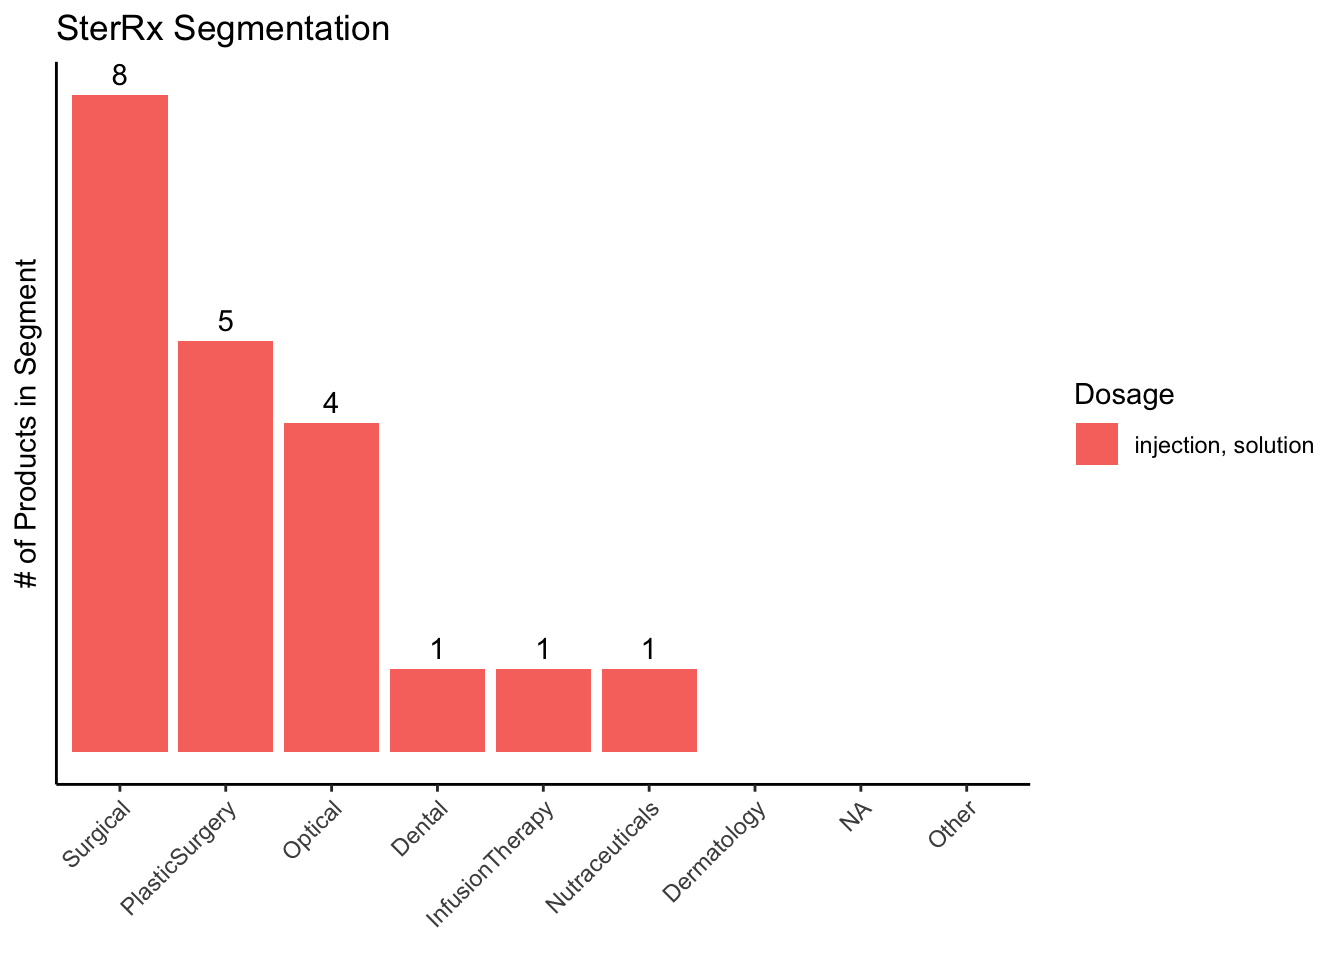 SterRx Segmentation
# of Products in Segment
8
5
4
1
1
1
Surgical
PlasticSurgery
Optical
Dental
InfusionTherapy
Nutraceuticals
Dermatology
NA
Other
Dosage
injection, solution